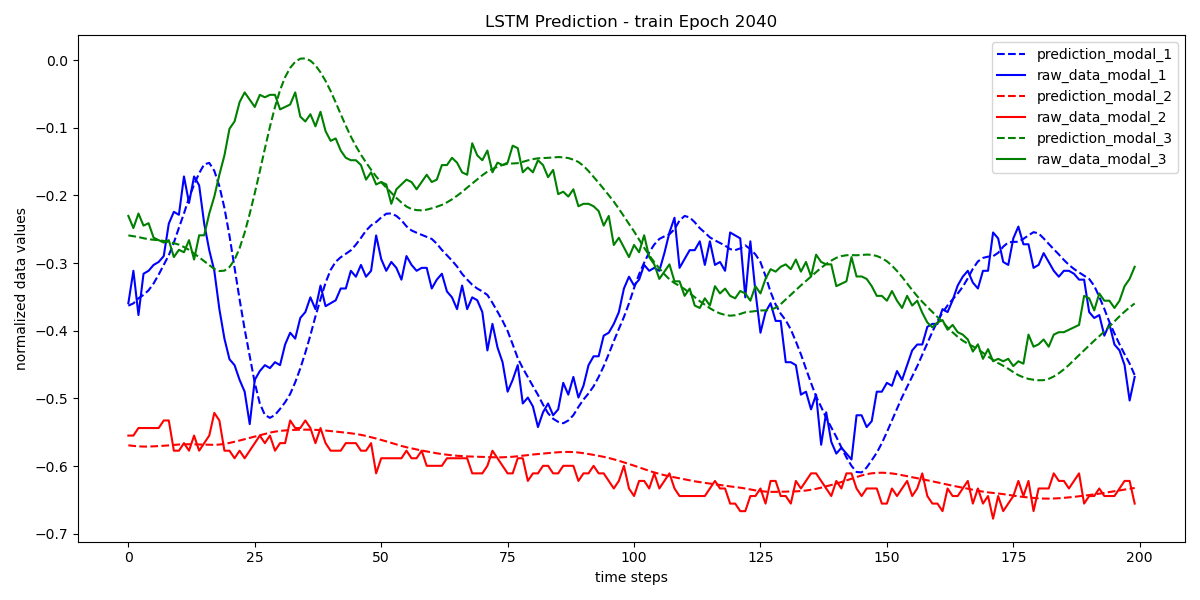 LSTM Prediction - train Epoch 2040
prediction_modal_1
raw_data_modal_1
prediction_modal_2
raw_data_modal_2
prediction_modal_3
raw_data_modal_3
normalized data values
0.0
−0.1
−0.2
−0.3
−0.4
−0.5
−0.6
−0.7
0 25 50 75 100 125 150 175 200
time steps